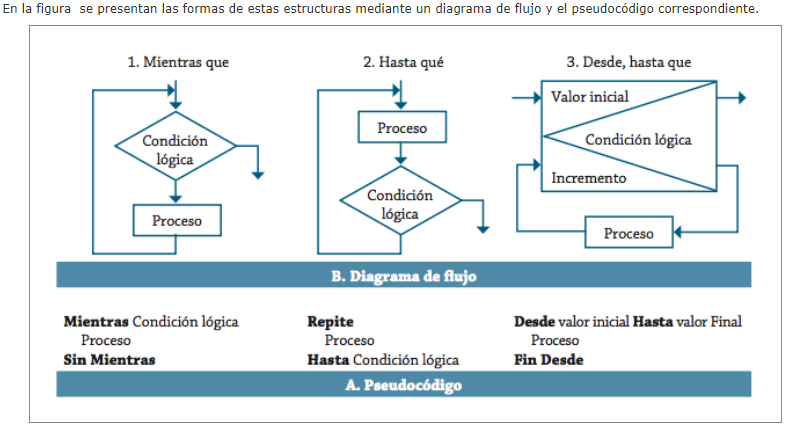 En la figura se presentan las formas de estas estructuras mediante un diagrama de flujo y el pseudocódigo correspondiente.
1. Mientras que
2. Hasta qué
3. Desde, hasta que
Condición
lógica
Proceso
Proceso
Condición
lógica
Valor inicial
Condición lógica
Incremento
Proceso
B. Diagrama de flujo
Mientras Condición lógica
Proceso
Sin Mientras
Repite
Proceso
Hasta Condición lógica
Desde valor inicial Hasta valor Final
Proceso
Fin Desde
A. Pseudocódigo